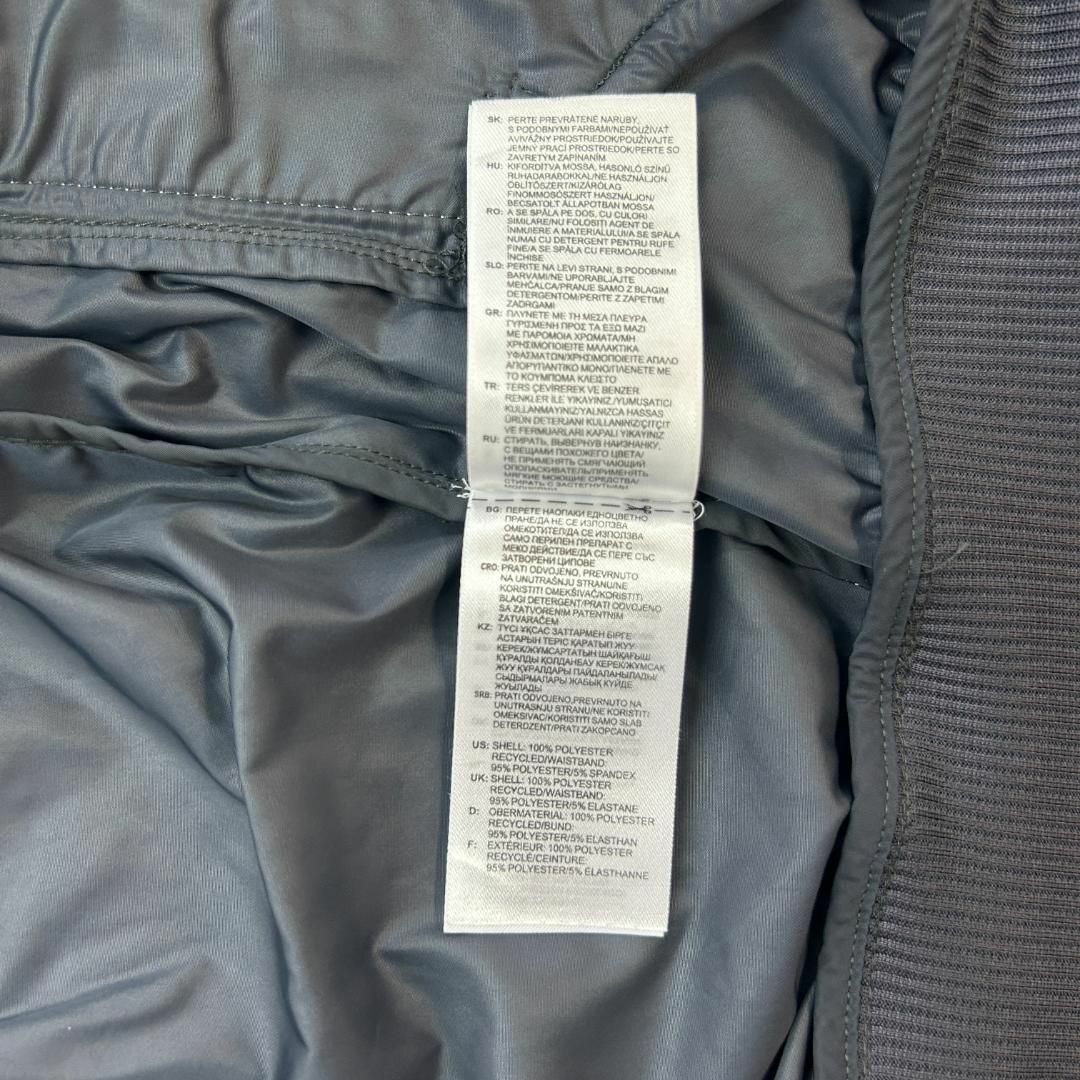 SK: PERTE PREVRÁTENÉ NARUBY,
S PODOBNÝMI FARBAMI/NEPOUŽÍVAŤ
AVIVÁŽNY PROSTRIEDOK/POUŽÍVAJTE
JEMNÝ PRACÍ PROSTRIEDOK/PERTE SO
ZAVRETÝM ZAPÍNANÍM
HU: KIFORDÍTVA MOSSA, HASONLÓ SZÍNŰ
RUHADARABOKKAL/NE HASZNÁLJON
ÖBLÍTŐSZERT/KIZÁRÓLAG
FINOMMOSÓSZERT HASZNÁLJON/
BECSATOLT ÁLLAPOTBAN MOSSA
RO: A SE SPĂLA PE DOS, CU CULORI
SIMILARE/NU FOLOSIȚI AGENT DE
ÎNMUIERE A MATERIALULUI/A SE SPĂLA
NUMAI CU DETERGENT PENTRU RUFE
FINE/A SE SPĂLA CU FERMOARELE
ÎNCHISE
SLO: PERITE NA LEVI STRANI, S PODOBNIMI
BARVAMI/NE UPORABLJAJTE
MEHČALCA/PRANJE SAMO Z BLAGIM
DETERGENTOM/PERITE Z ZAPETIMI
ZADRGAMI
GR: ΠΛΥΝΕΤΕ ΜΕ ΤΗ ΜΕΣΑ ΠΛΕΥΡΑ
ΓΥΡΙΣΜΕΝΗ ΠΡΟΣ ΤΑ ΕΞΩ ΜΑΖΙ
ΜΕ ΠΑΡΟΜΟΙΑ ΧΡΩΜΑΤΑ/ΜΗ
ΧΡΗΣΙΜΟΠΟΙΕΙΤΕ ΜΑΛΑΚΤΙΚΑ
ΥΦΑΣΜΑΤΩΝ/ΧΡΗΣΙΜΟΠΟΙΕΙΤΕ ΑΠΑΛΟ
ΑΠΟΡΥΠΑΝΤΙΚΟ ΜΟΝΟ/ΠΛΕΝΕΤΕ ΜΕ
ΤΟ ΚΟΥΜΠΩΜΑ ΚΛΕΙΣΤΟ
TR: TERS ÇEVİREREK VE BENZER
RENKLER İLE YIKAYINIZ./YUMUŞATICI
KULLANMAYINIZ/YALNIZCA HASSAS
ÜRÜN DETERJANI KULLANINIZ/ÇITÇIT
VE FERMUARLARI KAPALI YIKAYINIZ
RU: СТИРАТЬ, ВЫВЕРНУВ НАИЗНАНКУ,
С ВЕЩАМИ ПОХОЖЕГО ЦВЕТА/
НЕ ПРИМЕНЯТЬ СМЯГЧАЮЩИЙ
ОПОЛАСКИВАТЕЛЬ/ПРИМЕНЯТЬ
МЯГКИЕ МОЮЩИЕ СРЕДСТВА/
СТИРАТЬ С ЗАСТЕГНУТЫМИ
BG: ПЕРЕТЕ НАОПАКИ ЕДНОЦВЕТНО
ПРАНЕ/ДА НЕ СЕ ИЗПОЛЗВА
ОМЕКОТИТЕЛ/ДА СЕ ИЗПОЛЗВА
САМО ПЕРИЛЕН ПРЕПАРАТ С
МЕКО ДЕЙСТВИЕ/ДА СЕ ПЕРЕ СЪС
ЗАТВОРЕНИ ЦИПОВЕ
CRO: PRATI ODVOJENO, PREVRNUTO
NA UNUTRAŠNJU STRANU/NE
KORISTITI OMEKŠIVAČ/KORISTITI
BLAGI DETERGENT/PRATI ODVOJENO
SA ZATVORENIM PATENTNIM
ZATVARAČEM
KZ: ТҮСІ ҰҚСАС ЗАТТАРМЕН БІРГЕ
АСТАРЫН ТЕРІС ҚАРАТЫП ЖУУ
КЕРЕК/ЖҰМСАРТАТЫН ШАЙҚАҒЫШ
ҚҰРАЛДЫ ҚОЛДАНБАУ КЕРЕК/ЖҰМСАҚ
ЖУУ ҚҰРАЛДАРЫ ПАЙДАЛАНЫЛАДЫ/
СЫДЫРМАЛАРЫ ЖАБЫҚ КҮЙДЕ
ЖУЫЛАДЫ
SRB: PRATI ODVOJENO,PREVRNUTO NA
UNUTRASNJU STRANU/NE KORISTITI
OMEKSIVAC/KORISTITI SAMO SLAB
DETERDZENT/PRATI ZAKOPCANO
US: SHELL: 100% POLYESTER
RECYCLED/WAISTBAND:
95% POLYESTER/5% SPANDEX
UK: SHELL: 100% POLYESTER
RECYCLED/WAISTBAND:
95% POLYESTER/5% ELASTANE
D: OBERMATERIAL: 100% POLYESTER
RECYCLED/BUND:
95% POLYESTER/5% ELASTHAN
F: EXTÉRIEUR: 100% POLYESTER
RECYCLÉ/CEINTURE:
95% POLYESTER/5% ÉLASTHANNE